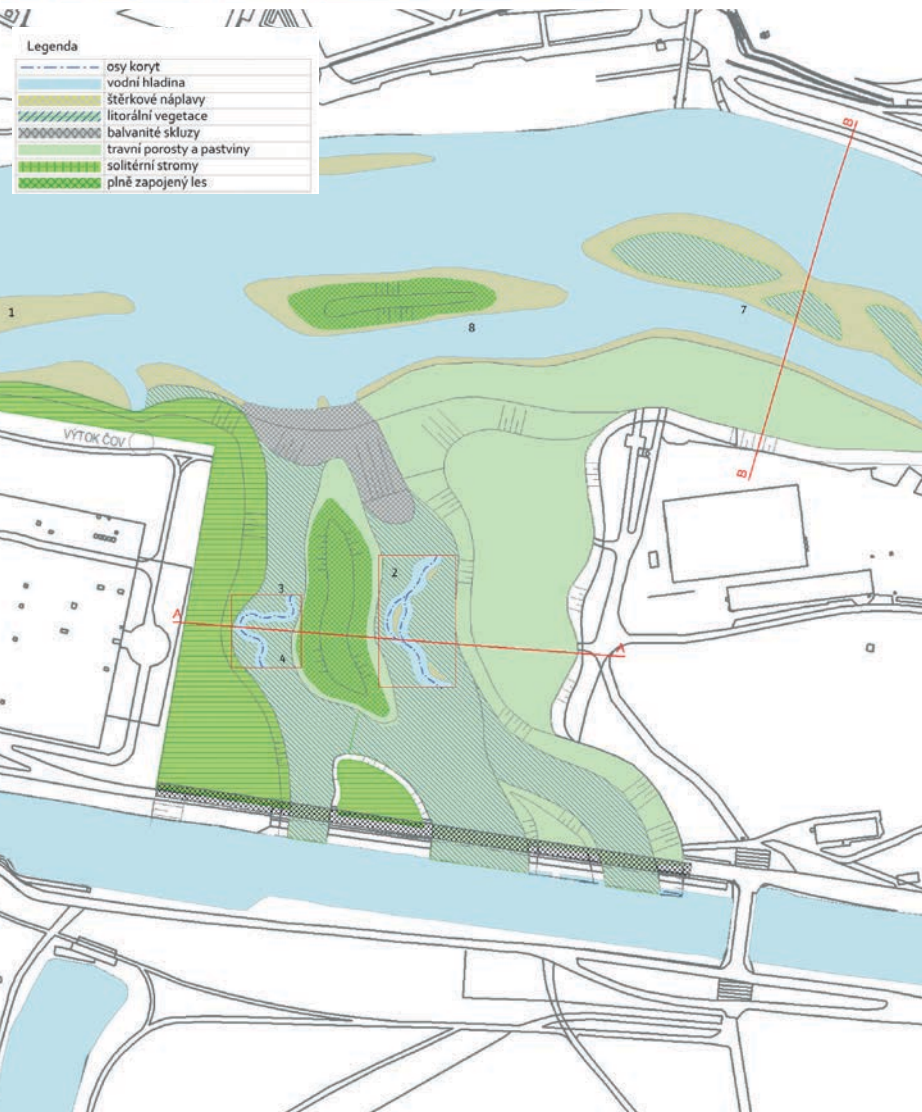 Legenda
osy koryt
vodní hladina
štěrkové náplavy
litorální vegetace
balvanité skluzy
travní porosty a pastviny
solitérní stromy
plně zapojený les
B
1
7
8
VÝTOK ČOV
B
2
3
A
A
4